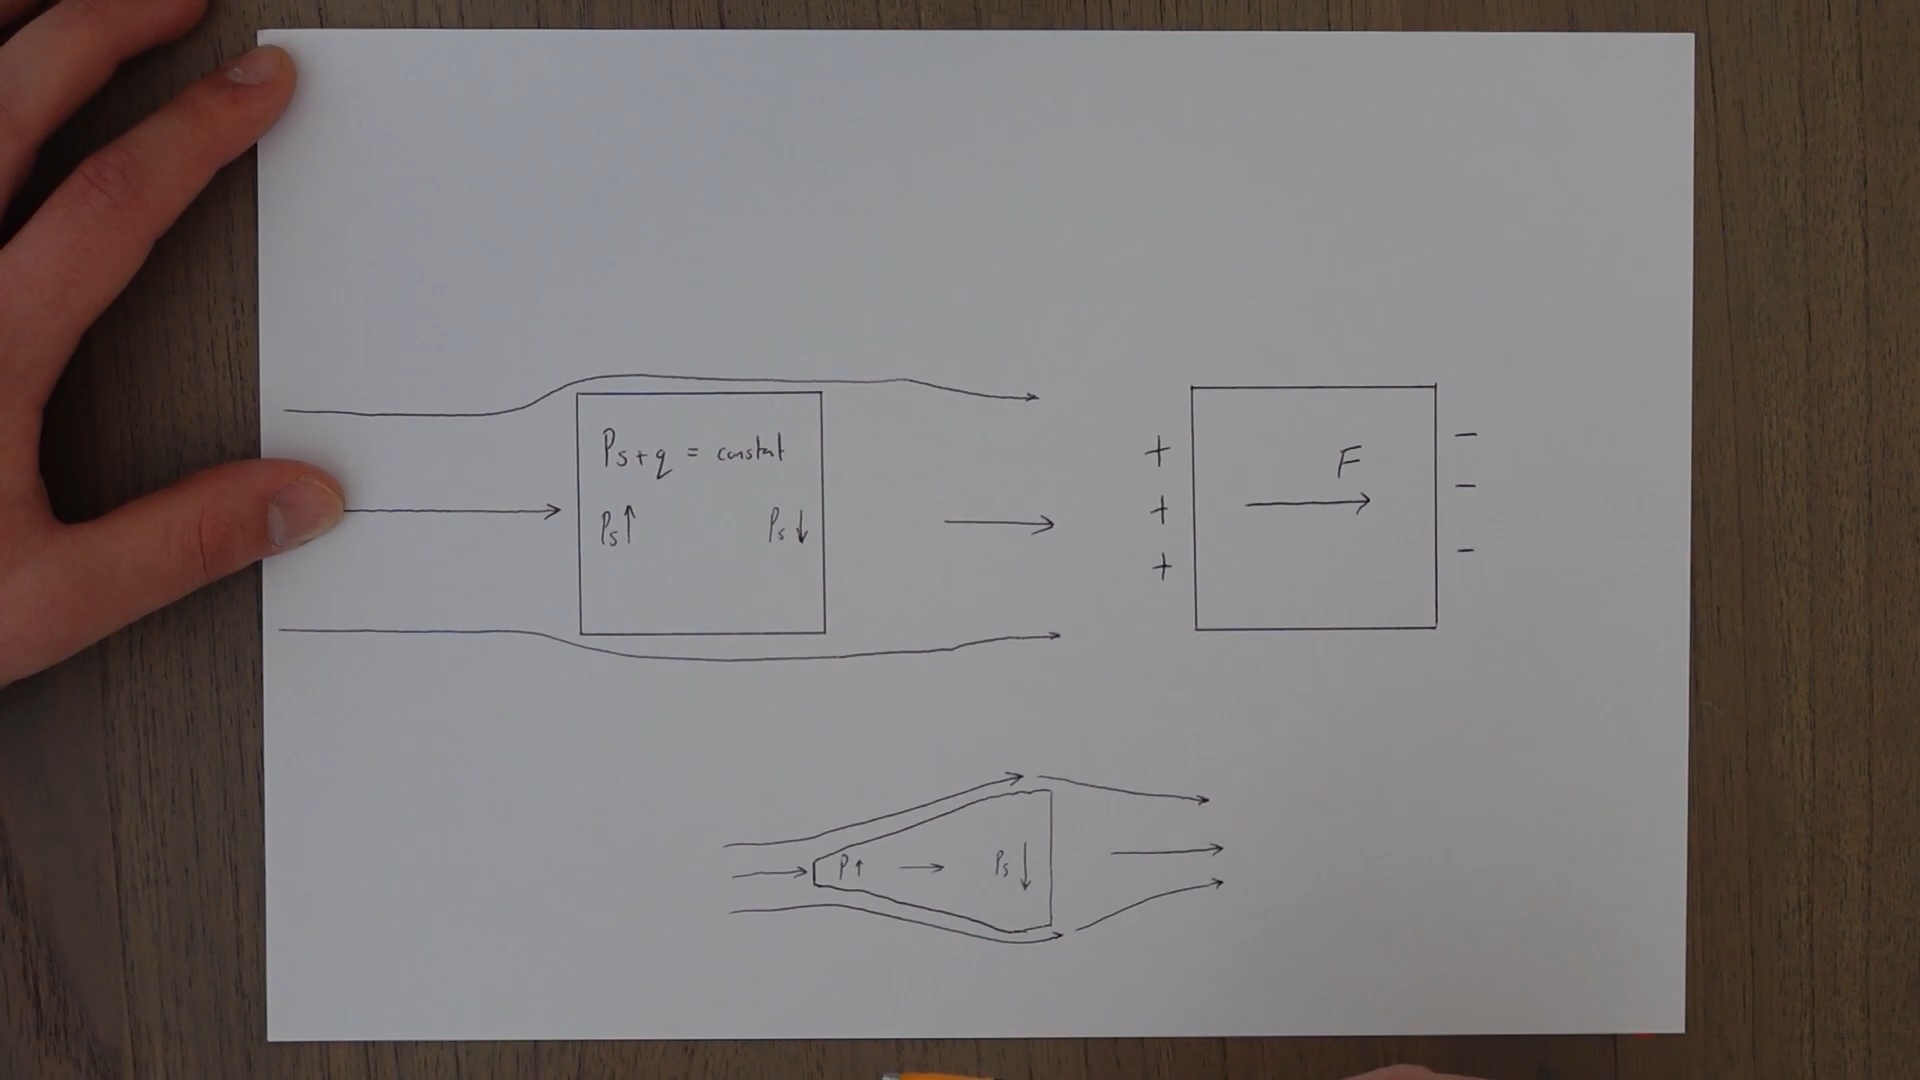 Ps+q = constant
Ps↑ Ps↓
+ F -
+ -
+ -
P↑ → Ps↓